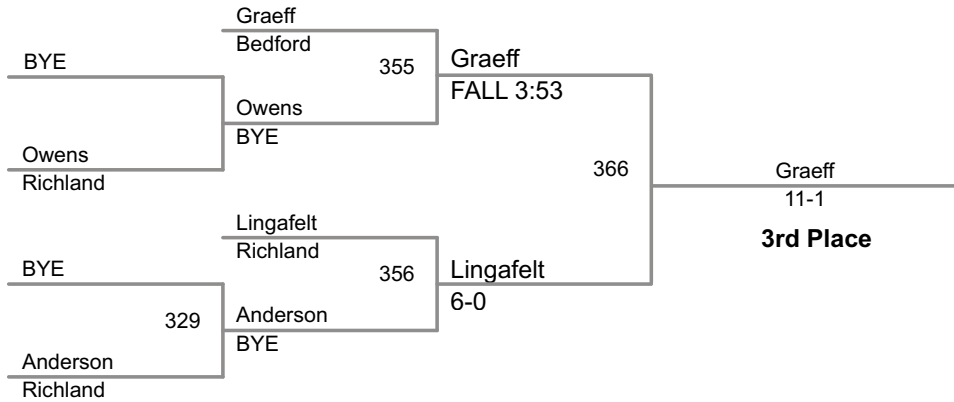 Graeff
Bedford
BYE
355
Graeff
FALL 3:53
Owens
BYE
Owens
Richland
366
Graeff
11-1
3rd Place
Lingafelt
Richland
BYE
356
Lingafelt
6-0
329
Anderson
BYE
Anderson
Richland